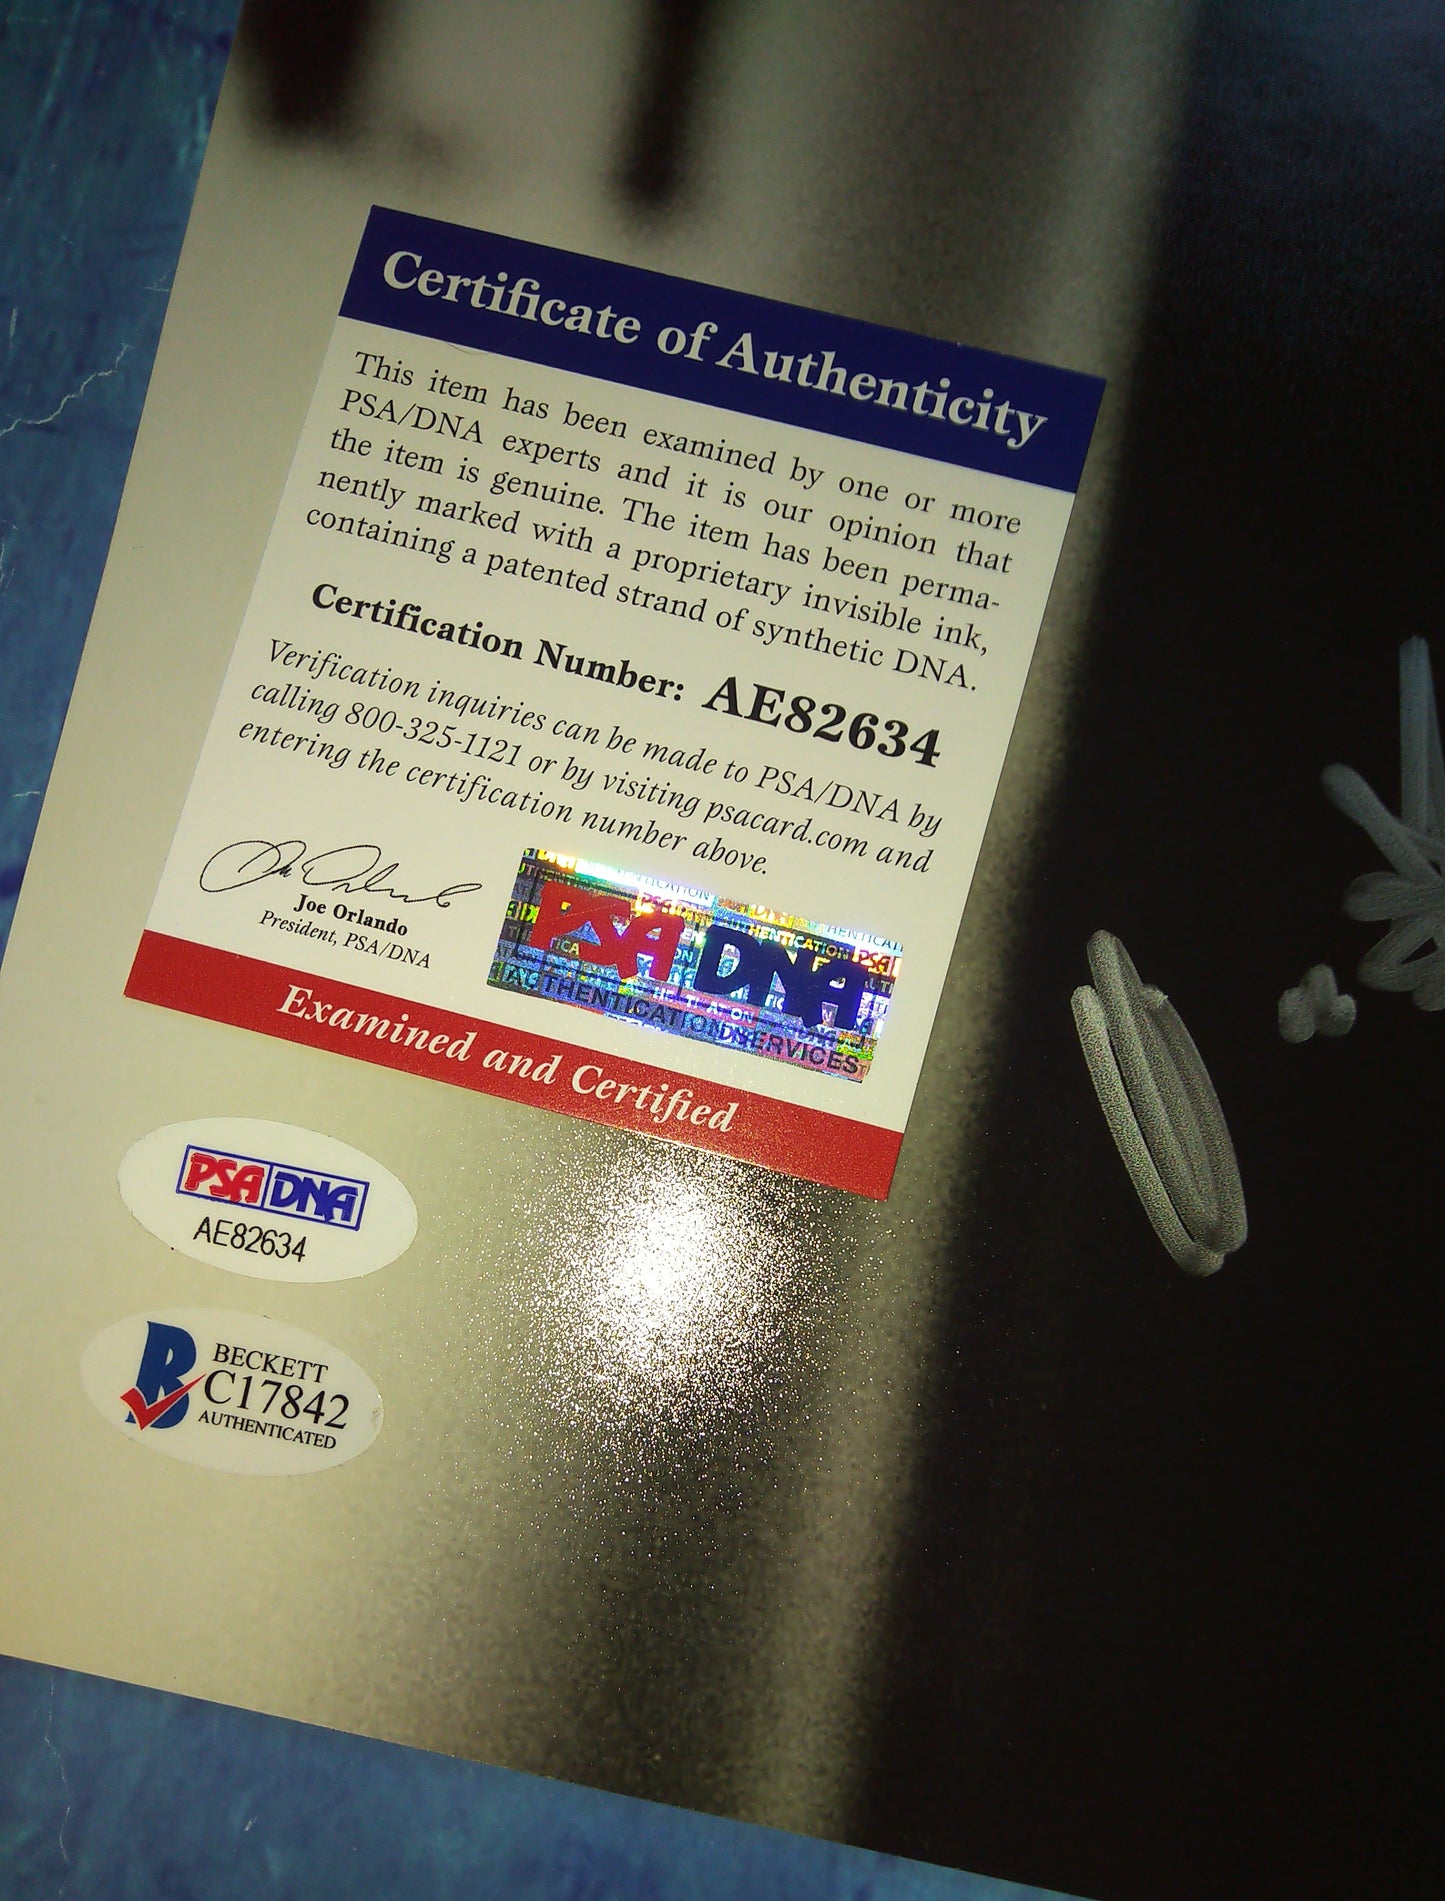 Certificate of Authenticity
This item has been examined by one or more
PSA/DNA experts and it is our opinion that
the item is genuine. The item has been perma-
nently marked with a proprietary invisible ink,
containing a patented strand of synthetic DNA.
Certification Number: AE82634
Verification inquiries can be made to PSA/DNA by
calling 800-325-1121 or by visiting psacard.com and
entering the certification number above.
Joe Orlando
President, PSA/DNA
PSA DNA
AUTHENTICATION SERVICES
Examined and Certified
PSA DNA
AE82634
BECKETT
C17842
AUTHENTICATED